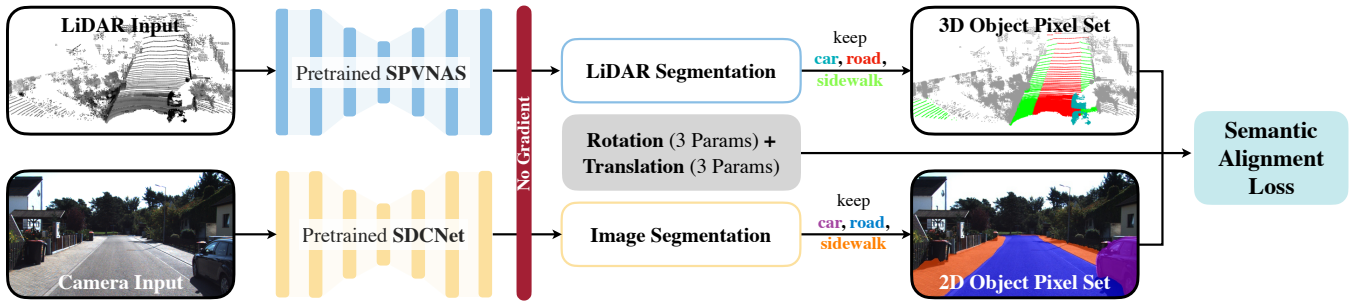 LiDAR Input
Pretrained SPVNAS
No Gradient
LiDAR Segmentation
keep
car, road,
sidewalk
3D Object Pixel Set
Rotation (3 Params) +
Translation (3 Params)
Semantic
Alignment
Loss
Camera Input
Pretrained SDCNet
Image Segmentation
keep
car, road,
sidewalk
2D Object Pixel Set